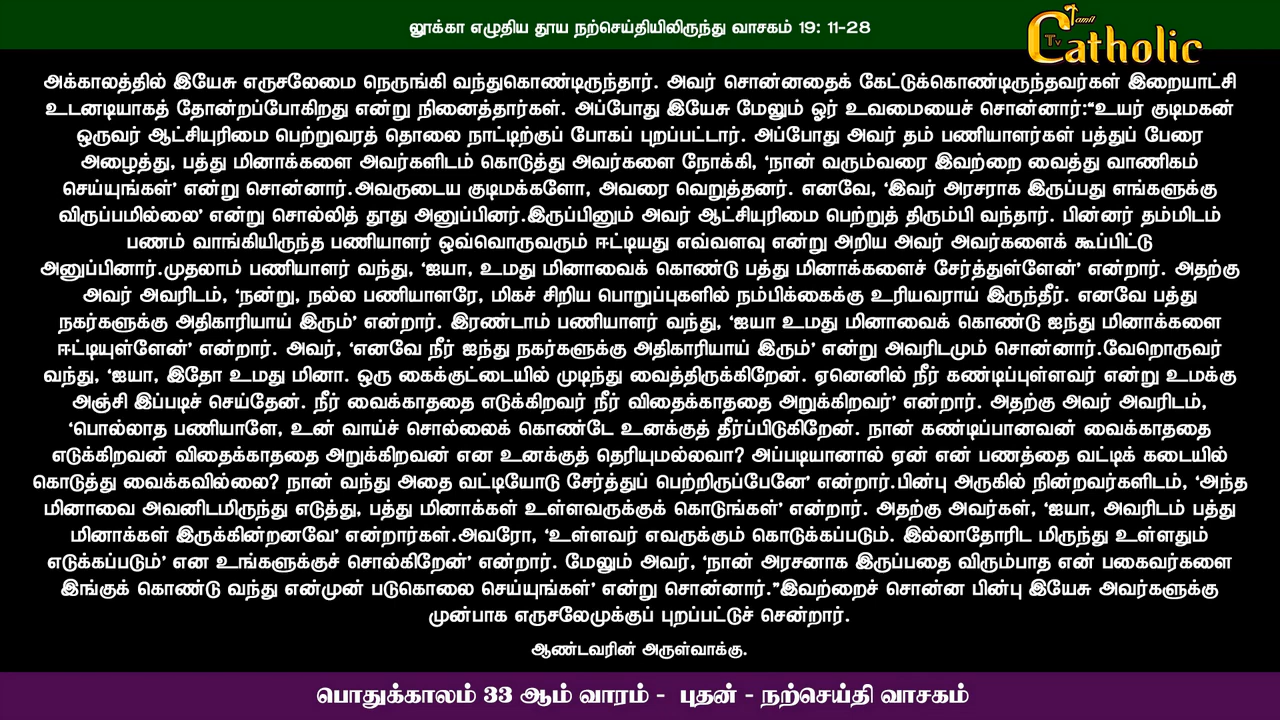 லூக்கா எழுதிய தூய நற்செய்தியிலிருந்து வாசகம் 19: 11-28
Tamil Catholic Tv
அக்காலத்தில் இயேசு எருசலேமை நெருங்கி வந்துகொண்டிருந்தார். அவர் சொன்னதைக் கேட்டுக்கொண்டிருந்தவர்கள் இறையாட்சி
உடனடியாகத் தோன்றப்போகிறது என்று நினைத்தார்கள். அப்போது இயேசு மேலும் ஓர் உவமையைச் சொன்னார்:“உயர் குடிமகன்
ஒருவர் ஆட்சியுரிமை பெற்றுவரத் தொலை நாட்டிற்குப் போகப் புறப்பட்டார். அப்போது அவர் தம் பணியாளர்கள் பத்துப் பேரை
அழைத்து, பத்து மினாக்களை அவர்களிடம் கொடுத்து அவர்களை நோக்கி, ‘நான் வரும்வரை இவற்றை வைத்து வாணிகம்
செய்யுங்கள்’ என்று சொன்னார்.அவருடைய குடிமக்களோ, அவரை வெறுத்தனர். எனவே, ‘இவர் அரசராக இருப்பது எங்களுக்கு
விருப்பமில்லை’ என்று சொல்லித் தூது அனுப்பினர்.இருப்பினும் அவர் ஆட்சியுரிமை பெற்றுத் திரும்பி வந்தார். பின்னர் தம்மிடம்
பணம் வாங்கியிருந்த பணியாளர் ஒவ்வொருவரும் ஈட்டியது எவ்வளவு என்று அறிய அவர் அவர்களைக் கூப்பிட்டு
அனுப்பினார்.முதலாம் பணியாளர் வந்து, ‘ஐயா, உமது மினாவைக் கொண்டு பத்து மினாக்களைச் சேர்த்துள்ளேன்’ என்றார். அதற்கு
அவர் அவரிடம், ‘நன்று, நல்ல பணியாளரே, மிகச் சிறிய பொறுப்புகளில் நம்பிக்கைக்கு உரியவராய் இருந்தீர். எனவே பத்து
நகர்களுக்கு அதிகாரியாய் இரும்’ என்றார். இரண்டாம் பணியாளர் வந்து, ‘ஐயா உமது மினாவைக் கொண்டு ஐந்து மினாக்களை
ஈட்டியுள்ளேன்’ என்றார். அவர், ‘எனவே நீர் ஐந்து நகர்களுக்கு அதிகாரியாய் இரும்’ என்று அவரிடமும் சொன்னார்.வேறொருவர்
வந்து, ‘ஐயா, இதோ உமது மினா. ஒரு கைக்குட்டையில் முடிந்து வைத்திருக்கிறேன். ஏனெனில் நீர் கண்டிப்புள்ளவர் என்று உமக்கு
அஞ்சி இப்படிச் செய்தேன். நீர் வைக்காததை எடுக்கிறவர் நீர் விதைக்காததை அறுக்கிறவர்’ என்றார். அதற்கு அவர் அவரிடம்,
‘பொல்லாத பணியாளே, உன் வாய்ச் சொல்லைக் கொண்டே உனக்குத் தீர்ப்பிடுகிறேன். நான் கண்டிப்பானவன் வைக்காததை
எடுக்கிறவன் விதைக்காததை அறுக்கிறவன் என உனக்குத் தெரியுமல்லவா? அப்படியானால் ஏன் என் பணத்தை வட்டிக் கடையில்
கொடுத்து வைக்கவில்லை? நான் வந்து அதை வட்டியோடு சேர்த்துப் பெற்றிருப்பேனே’ என்றார்.பின்பு அருகில் நின்றவர்களிடம், ‘அந்த
மினாவை அவனிடமிருந்து எடுத்து, பத்து மினாக்கள் உள்ளவருக்குக் கொடுங்கள்’ என்றார். அதற்கு அவர்கள், ‘ஐயா, அவரிடம் பத்து
மினாக்கள் இருக்கின்றனவே’ என்றார்கள்.அவரோ, ‘உள்ளவர் எவருக்கும் கொடுக்கப்படும். இல்லாதோரிட மிருந்து உள்ளதும்
எடுக்கப்படும்’ என உங்களுக்குச் சொல்கிறேன்’ என்றார். மேலும் அவர், ‘நான் அரசனாக இருப்பதை விரும்பாத என் பகைவர்களை
இங்குக் கொண்டு வந்து என்முன் படுகொலை செய்யுங்கள்’ என்று சொன்னார்.”இவற்றைச் சொன்ன பின்பு இயேசு அவர்களுக்கு
முன்பாக எருசலேமுக்குப் புறப்பட்டுச் சென்றார்.
ஆண்டவரின் அருள்வாக்கு.
பொதுக்காலம் 33 ஆம் வாரம் - புதன் - நற்செய்தி வாசகம்